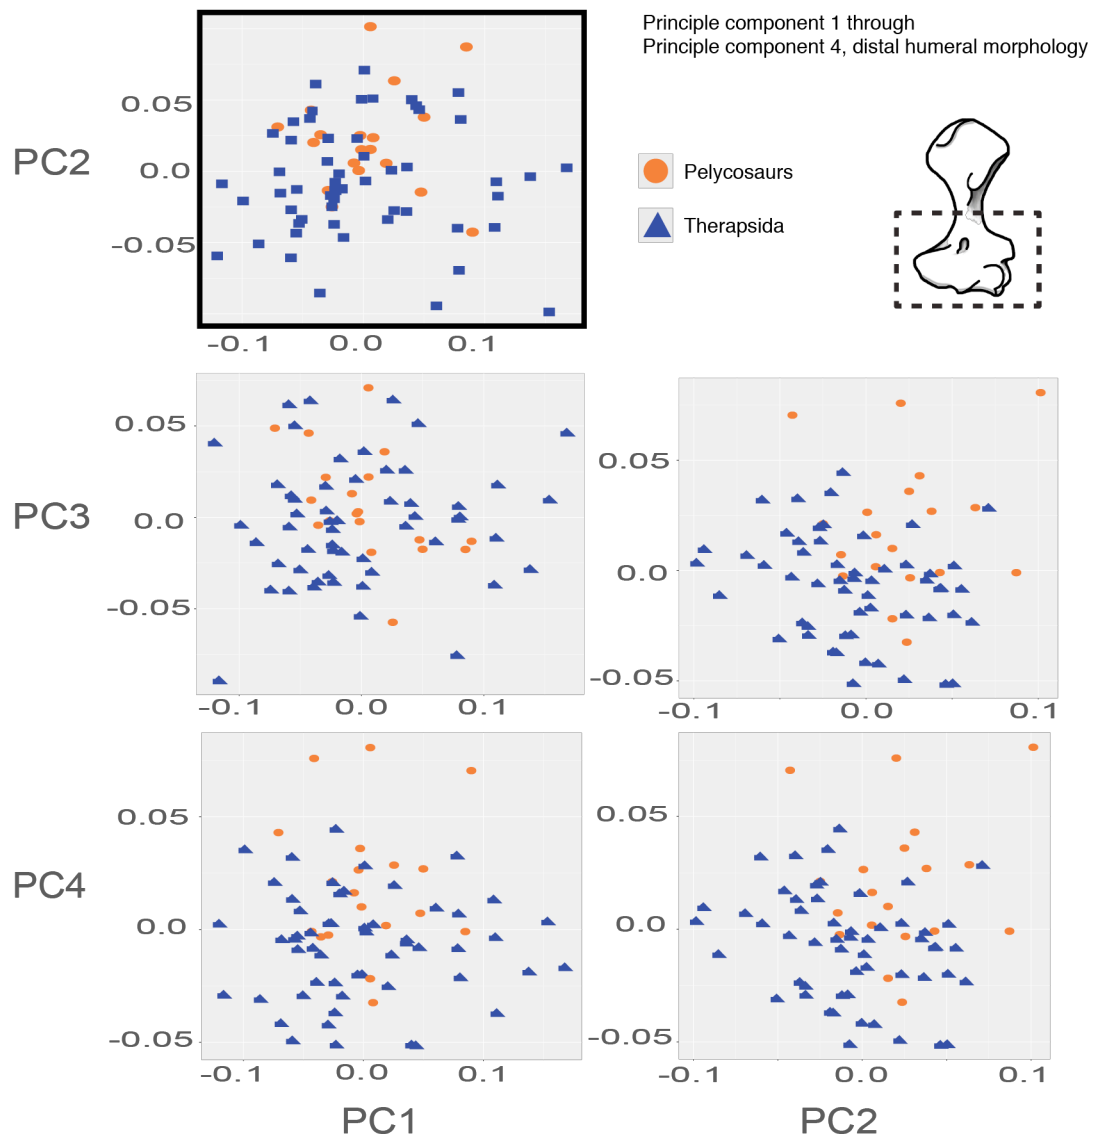 Principle component 1 through
Principle component 4, distal humeral morphology
PC2
0.05
0.0
-0.05
-0.1 0.0 0.1
Pelycosaurs
Therapsida
PC3
0.05
0.0
-0.05
-0.1 0.0 0.1
0.05
0.0
-0.05
-0.1 0.0 0.1
PC4
0.05
0.0
-0.05
-0.1 0.0 0.1
PC1
0.05
0.0
-0.05
-0.1 0.0 0.1
PC2